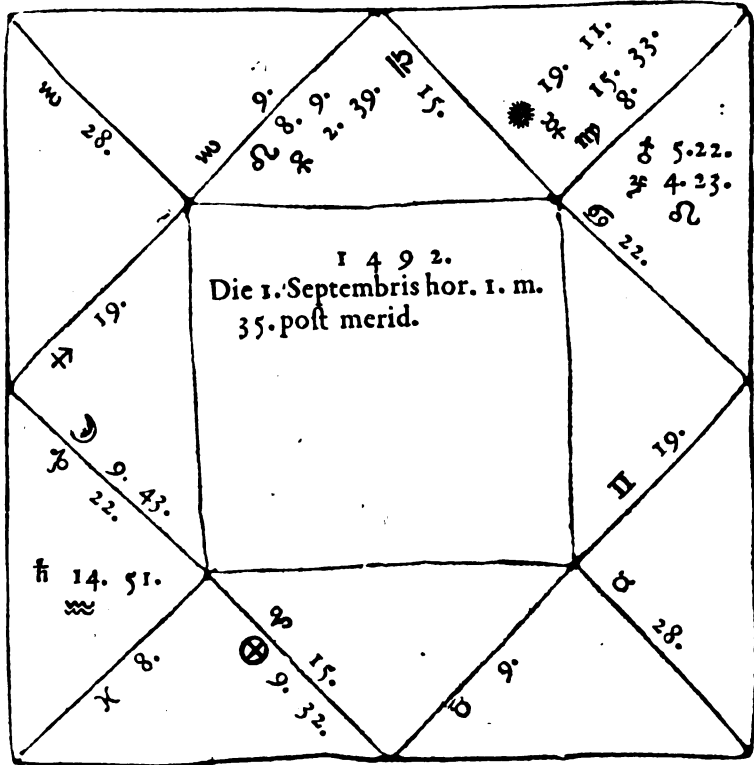 ♏ 28.
♏ 9.
☊ 8. 9.
2. 39.
♎ 15.
19. 11.
15. 33.
♍ 8.
5.22.
♃ 4.23.
♌
♋ 22.
1 4 9 2.
Die 1. Septembris hor. 1. m.
35. poſt merid.
♐ 19.
☽ 9. 43.
♑ 22.
♄ 14. 51.
♒
♓ 8.
15.
⊕ 9. 32.
♉ 9.
♉ 28.
♊ 19.